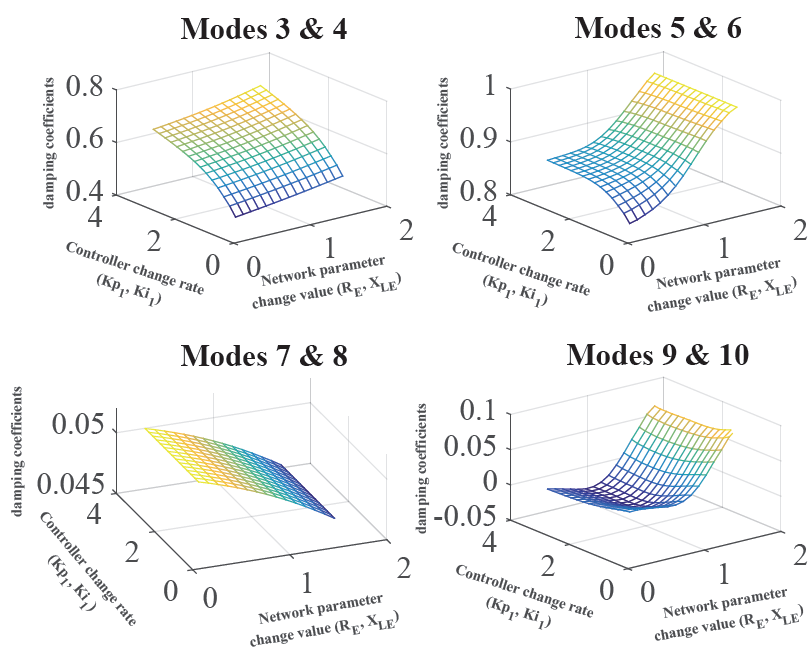 Modes 3 & 4
damping coefficients
0.8
0.6
0.4
4
2
0
Controller change rate
(Kp1, Ki1)
0
1
2
Network parameter
change value (RE, XLE)
Modes 5 & 6
damping coefficients
1
0.9
0.8
4
2
0
Controller change rate
(Kp1, Ki1)
0
1
2
Network parameter
change value (RE, XLE)
Modes 7 & 8
damping coefficients
0.05
0.045
4
2
0
Controller change rate
(Kp1, Ki1)
0
1
2
Network parameter
change value (RE, XLE)
Modes 9 & 10
damping coefficients
0.1
0.05
0
-0.05
4
2
0
Controller change rate
(Kp1, Ki1)
0
1
2
Network parameter
change value (RE, XLE)